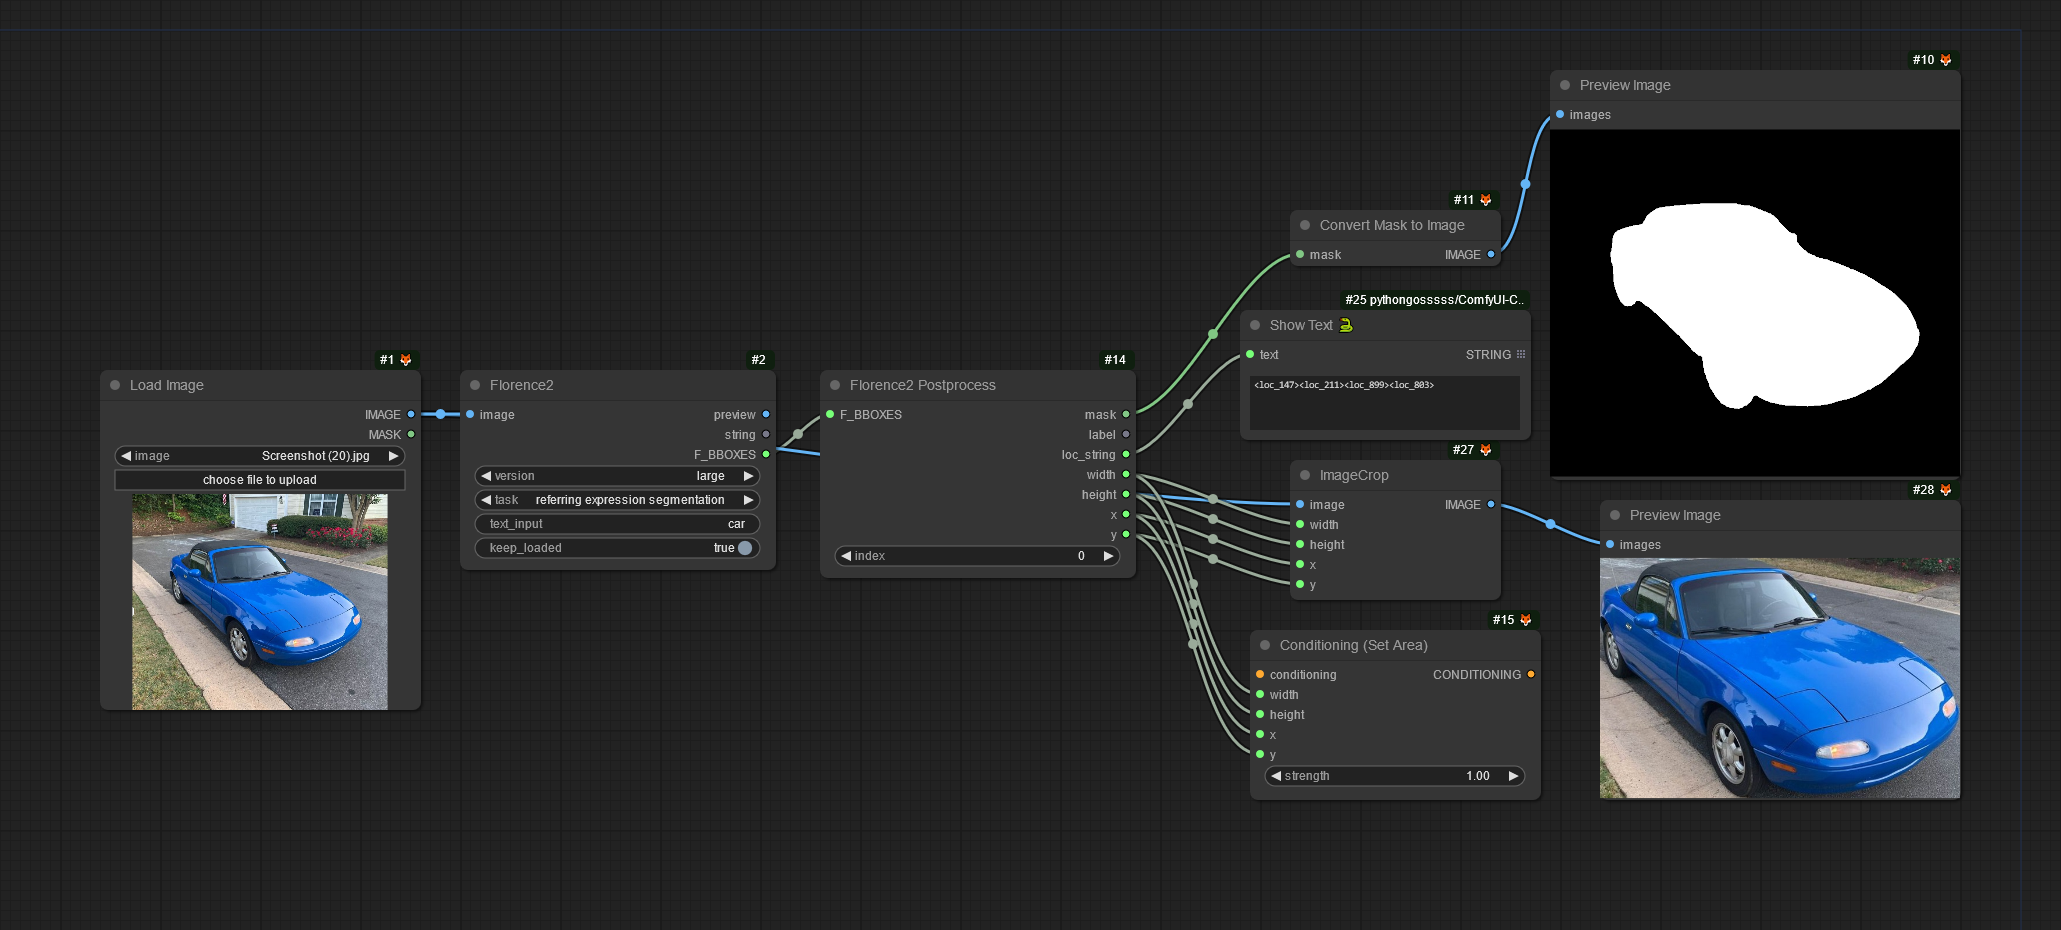 #1
Load Image
IMAGE
MASK
image Screenshot (20).jpg
choose file to upload
#2
Florence2
image preview
string
F_BBOXES
version large
task referring expression segmentation
text_input car
keep_loaded true
#14
Florence2 Postprocess
F_BBOXES mask
label
loc_string
width
height
x
y
index 0
#11
Convert Mask to Image
mask IMAGE
#25 pythongosssss/ComfyUI-C..
Show Text
text STRING
<loc_147><loc_211><loc_899><loc_803>
#27
ImageCrop
image IMAGE
width
height
x
y
#15
Conditioning (Set Area)
conditioning CONDITIONING
width
height
x
y
strength 1.00
#10
Preview Image
images
#28
Preview Image
images